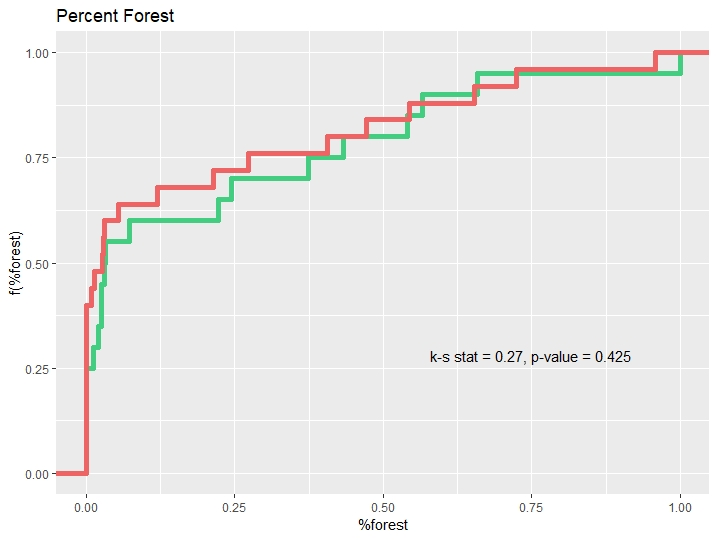 Percent Forest
f(%forest)
1.00
0.75
0.50
0.25
0.00
k-s stat = 0.27, p-value = 0.425
0.00 0.25 0.50 0.75 1.00
%forest